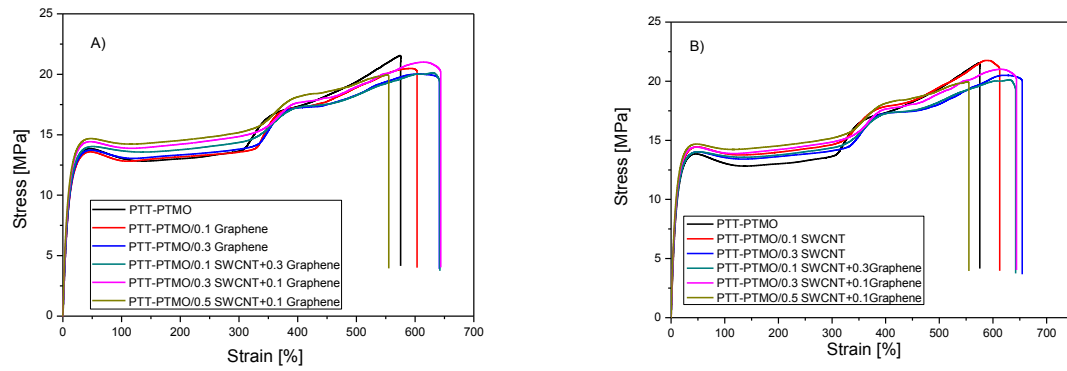 A)
Stress [MPa]
25
20
15
10
5
0
0 100 200 300 400 500 600 700
Strain [%]
PTT-PTMO
PTT-PTMO/0.1 Graphene
PTT-PTMO/0.3 Graphene
PTT-PTMO/0.1 SWCNT+0.3 Graphene
PTT-PTMO/0.3 SWCNT+0.1 Graphene
PTT-PTMO/0.5 SWCNT+0.1 Graphene
B)
Stress [MPa]
25
20
15
10
5
0
0 100 200 300 400 500 600 700
Strain [%]
PTT-PTMO
PTT-PTMO/0.1 SWCNT
PTT-PTMO/0.3 SWCNT
PTT-PTMO/0.1 SWCNT+0.3Graphene
PTT-PTMO/0.3 SWCNT+0.1Graphene
PTT-PTMO/0.5 SWCNT+0.1Graphene